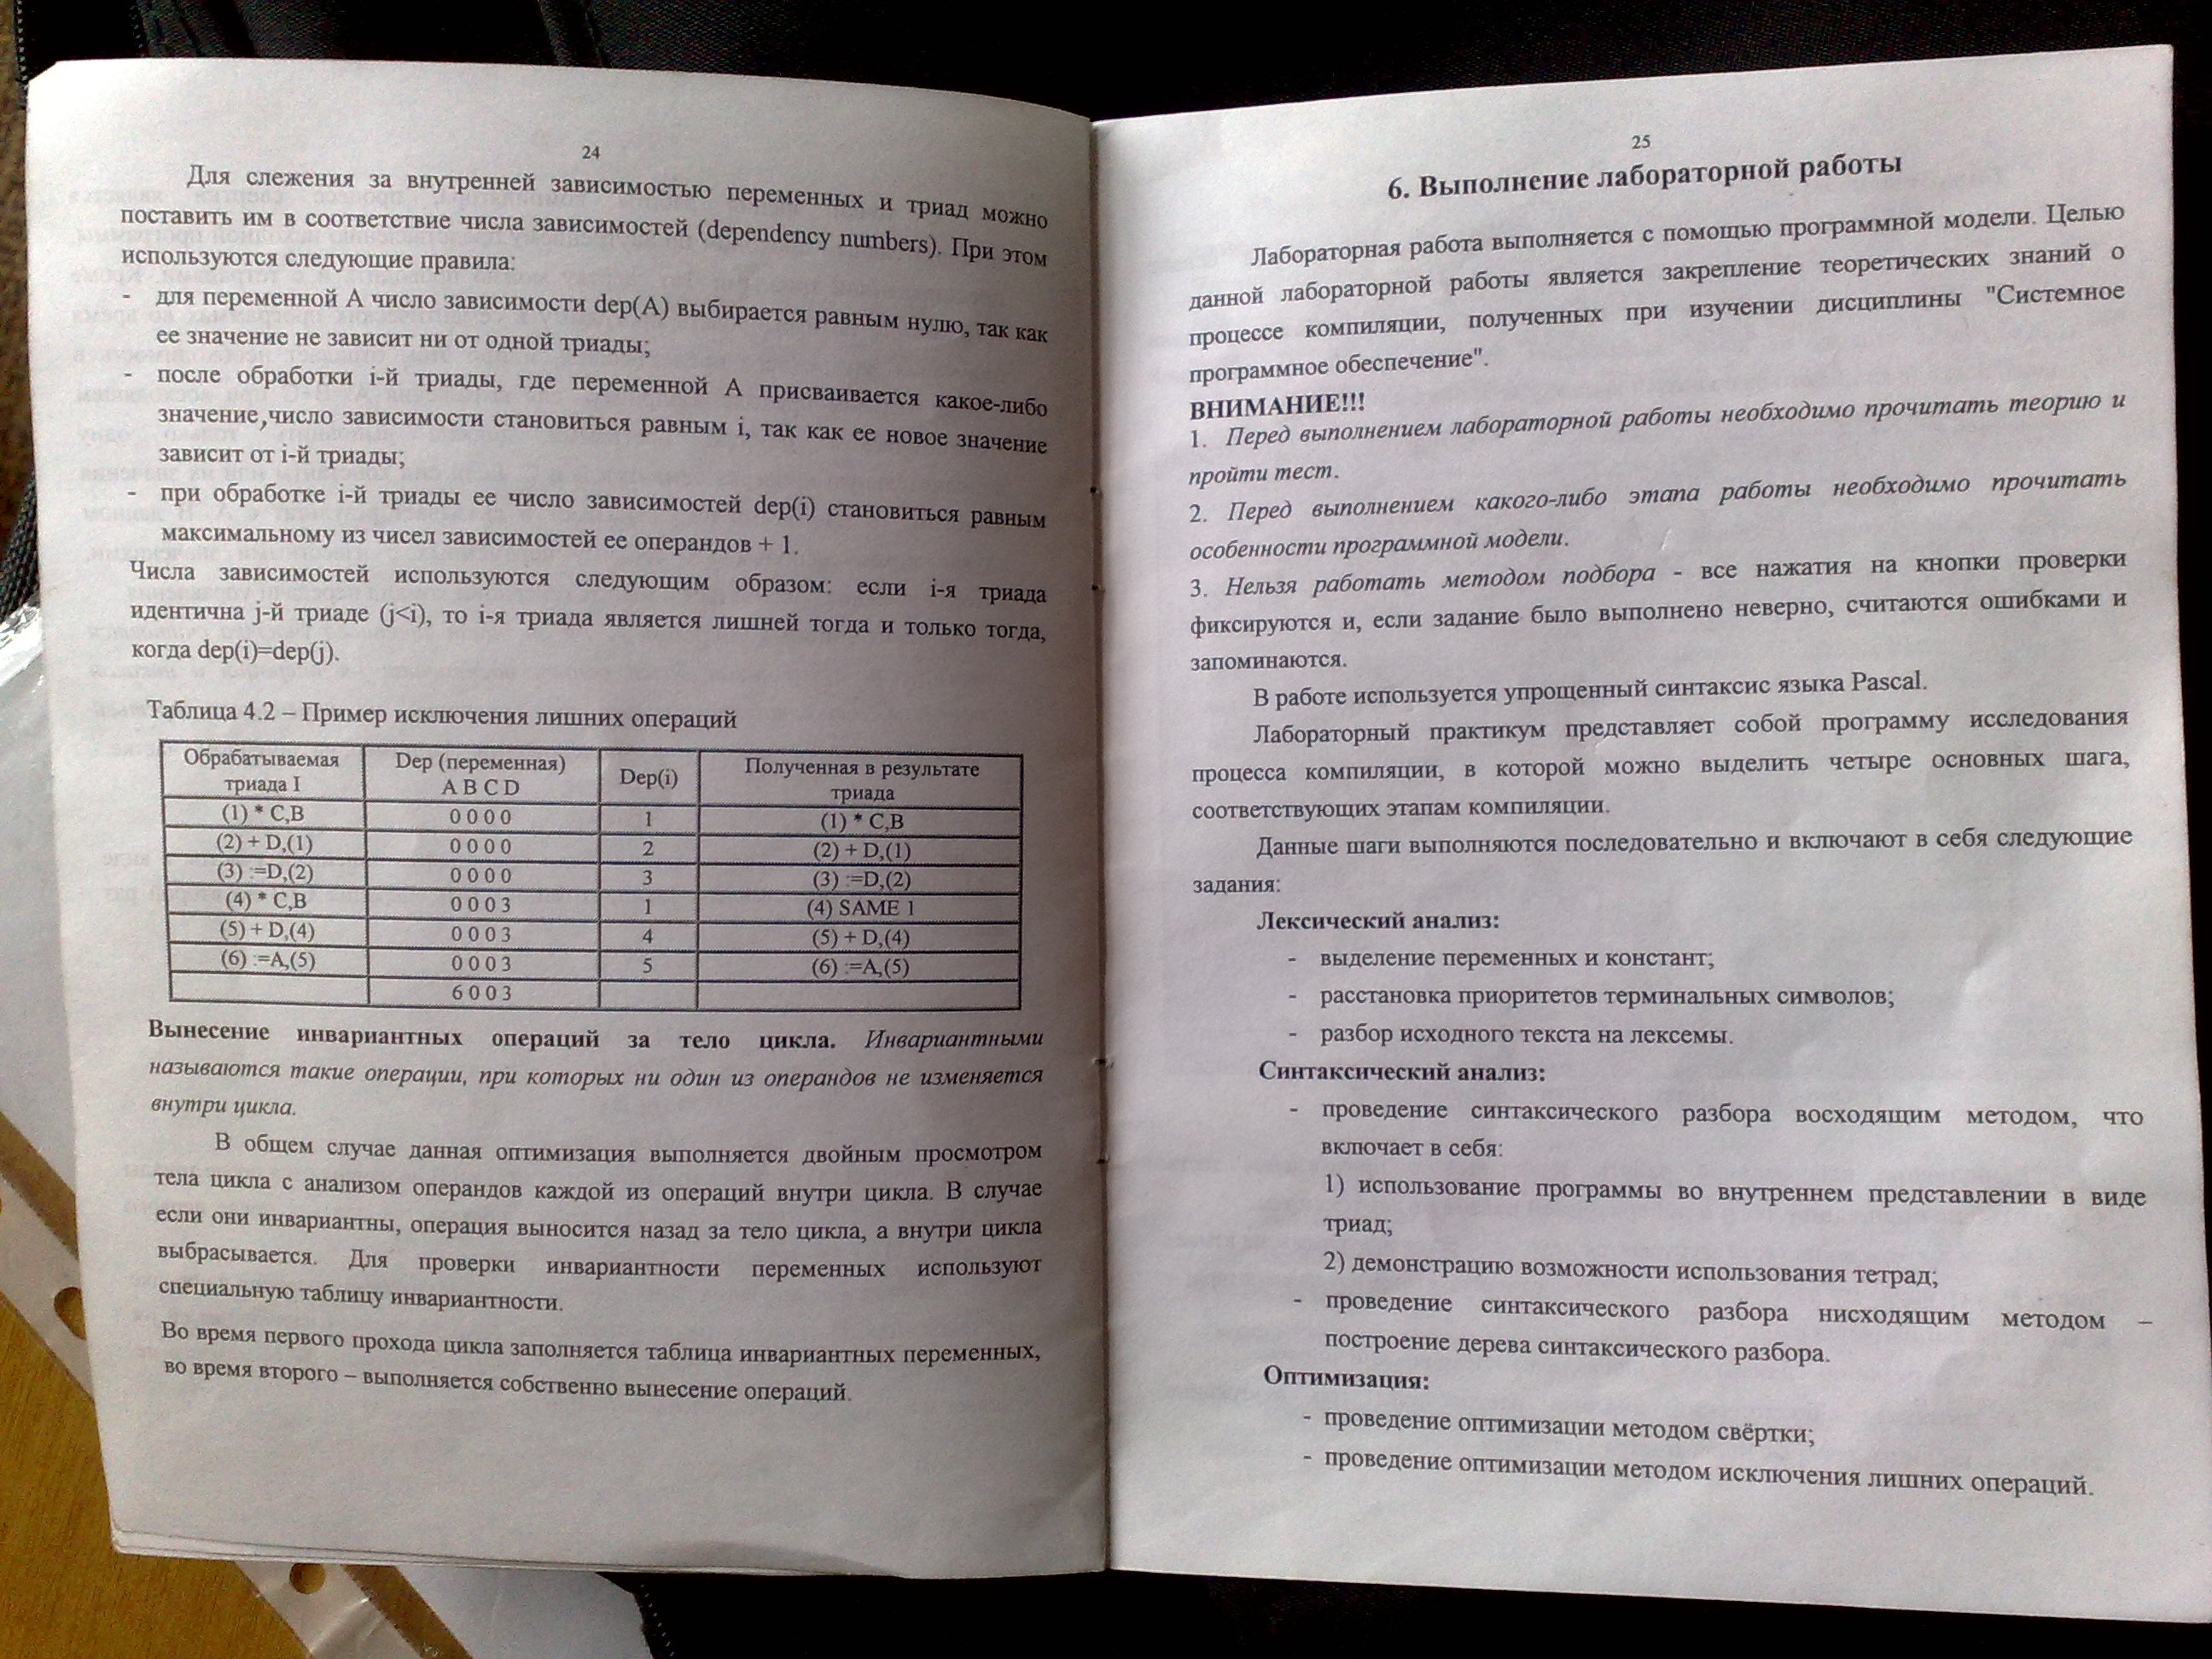 24
Для слежения за внутренней зависимостью переменных и триад можно
поставить им в соответствие числа зависимостей (dependency numbers). При этом
используются следующие правила:
- для переменной А число зависимости dep(A) выбирается равным нулю, так как
ее значение не зависит ни от одной триады;
- после обработки i-й триады, где переменной А присваивается какое-либо
значение,число зависимости становиться равным i, так как ее новое значение
зависит от i-й триады;
- при обработке i-й триады ее число зависимостей dep(i) становиться равным
максимальному из чисел зависимостей ее операндов + 1.
Числа зависимостей используются следующим образом: если i-я триада
идентична j-й триаде (j<i), то i-я триада является лишней тогда и только тогда,
когда dep(i)=dep(j).
Таблица 4.2 – Пример исключения лишних операций
Обрабатываемая триада I | Dep (переменная) A B C D | Dep(i) | Полученная в результате триада
(1) * C,B | 0 0 0 0 | 1 | (1) * C,B
(2) + D,(1) | 0 0 0 0 | 2 | (2) + D,(1)
(3) :=D,(2) | 0 0 0 0 | 3 | (3) :=D,(2)
(4) * C,B | 0 0 0 3 | 1 | (4) SAME 1
(5) + D,(4) | 0 0 0 3 | 4 | (5) + D,(4)
(6) :=A,(5) | 0 0 0 3 | 5 | (6) :=A,(5)
6 0 0 3
Вынесение инвариантных операций за тело цикла. Инвариантными
называются такие операции, при которых ни один из операндов не изменяется
внутри цикла.
В общем случае данная оптимизация выполняется двойным просмотром
тела цикла с анализом операндов каждой из операций внутри цикла. В случае
если они инвариантны, операция выносится назад за тело цикла, а внутри цикла
выбрасывается. Для проверки инвариантности переменных используют
специальную таблицу инвариантности.
Во время первого прохода цикла заполняется таблица инвариантных переменных,
во время второго – выполняется собственно вынесение операций.
25
6. Выполнение лабораторной работы
Лабораторная работа выполняется с помощью программной модели. Целью
данной лабораторной работы является закрепление теоретических знаний о
процессе компиляции, полученных при изучении дисциплины "Системное
программное обеспечение".
ВНИМАНИЕ!!!
1. Перед выполнением лабораторной работы необходимо прочитать теорию и
пройти тест.
2. Перед выполнением какого-либо этапа работы необходимо прочитать
особенности программной модели.
3. Нельзя работать методом подбора - все нажатия на кнопки проверки
фиксируются и, если задание было выполнено неверно, считаются ошибками и
запоминаются.
В работе используется упрощенный синтаксис языка Pascal.
Лабораторный практикум представляет собой программу исследования
процесса компиляции, в которой можно выделить четыре основных шага,
соответствующих этапам компиляции.
Данные шаги выполняются последовательно и включают в себя следующие
задания:
Лексический анализ:
- выделение переменных и констант;
- расстановка приоритетов терминальных символов;
- разбор исходного текста на лексемы.
Синтаксический анализ:
- проведение синтаксического разбора восходящим методом, что
включает в себя:
1) использование программы во внутреннем представлении в виде
триад;
2) демонстрацию возможности использования тетрад;
- проведение синтаксического разбора нисходящим методом –
построение дерева синтаксического разбора.
Оптимизация:
- проведение оптимизации методом свёртки;
- проведение оптимизации методом исключения лишних операций.